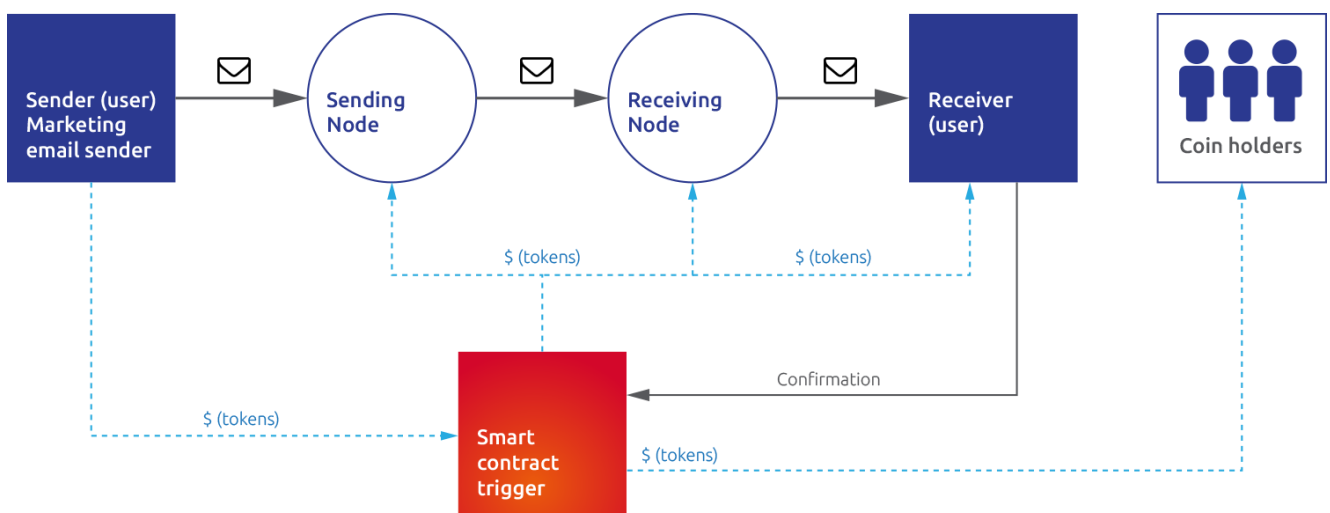 Sender (user)
Marketing
email sender
Sending
Node
Receiving
Node
Receiver
(user)
Coin holders
$ (tokens)
$ (tokens)
Confirmation
$ (tokens)
Smart
contract
trigger
$ (tokens)